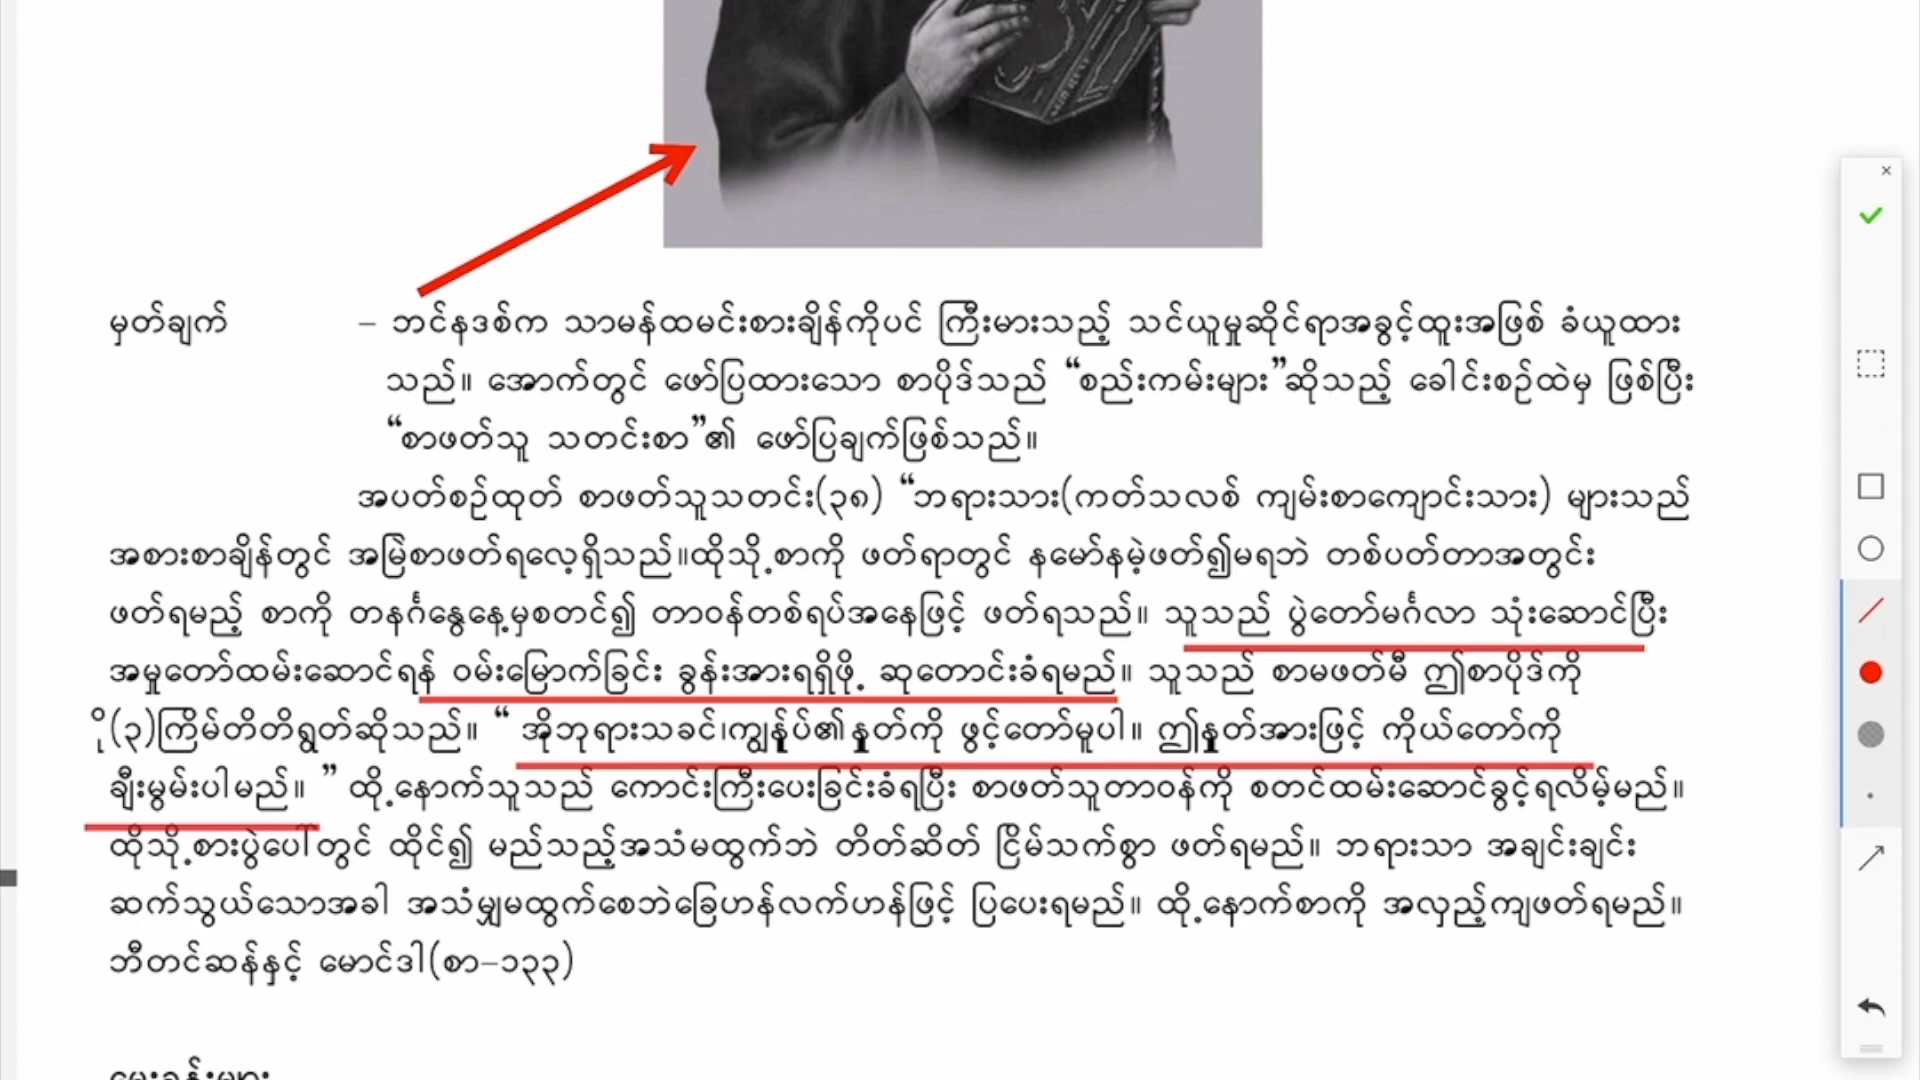 မှတ်ချက် – ဘင်နဒစ်က သာမန်ထမင်းစားချိန်ကိုပင် ကြီးမားသည့် သင်ယူမှုဆိုင်ရာအခွင့်ထူးအဖြစ် ခံယူထား
သည်။ အောက်တွင် ဖော်ပြထားသော စာပိုဒ်သည် “စည်းကမ်းများ”ဆိုသည့် ခေါင်းစဉ်ထဲမှ ဖြစ်ပြီး
“စာဖတ်သူ သတင်းစာ”၏ ဖော်ပြချက်ဖြစ်သည်။
အပတ်စဉ်ထုတ် စာဖတ်သူသတင်း(၃၈) “ဘရားသား(ကတ်သလစ် ကျမ်းစာကျောင်းသား) များသည်
အစားစာချိန်တွင် အမြဲစာဖတ်ရလေ့ရှိသည်။ထိုသို့စာကို ဖတ်ရာတွင် နမော်နမဲ့ဖတ်၍မရဘဲ တစ်ပတ်တာအတွင်း
ဖတ်ရမည့် စာကို တနင်္ဂနွေနေ့မှစတင်၍ တာဝန်တစ်ရပ်အနေဖြင့် ဖတ်ရသည်။ သူသည် ပွဲတော်မင်္ဂလာ သုံးဆောင်ပြီး
အမှုတော်ထမ်းဆောင်ရန် ဝမ်းမြောက်ခြင်း ခွန်းအားရရှိဖို့ ဆုတောင်းခံရမည်။ သူသည် စာမဖတ်မီ ဤစာပိုဒ်ကို
ို(၃)ကြိမ်တိတိရွတ်ဆိုသည်။ “ အိုဘုရားသခင်၊ကျွန်ုပ်၏နှုတ်ကို ဖွင့်တော်မူပါ။ ဤနှုတ်အားဖြင့် ကိုယ်တော်ကို
ချီးမွမ်းပါမည်။ ” ထို့နောက်သူသည် ကောင်းကြီးပေးခြင်းခံရပြီး စာဖတ်သူတာဝန်ကို စတင်ထမ်းဆောင်ခွင့်ရလိမ့်မည်။
ထိုသို့စားပွဲပေါ်တွင် ထိုင်၍ မည်သည့်အသံမထွက်ဘဲ တိတ်ဆိတ် ငြိမ်သက်စွာ ဖတ်ရမည်။ ဘရားသာ အချင်းချင်း
ဆက်သွယ်သောအခါ အသံမျှမထွက်စေဘဲခြေဟန်လက်ဟန်ဖြင့် ပြပေးရမည်။ ထို့နောက်စာကို အလှည့်ကျဖတ်ရမည်။
ဘီတင်ဆန်နှင့် မောင်ဒါ(စာ–၁၃၃)